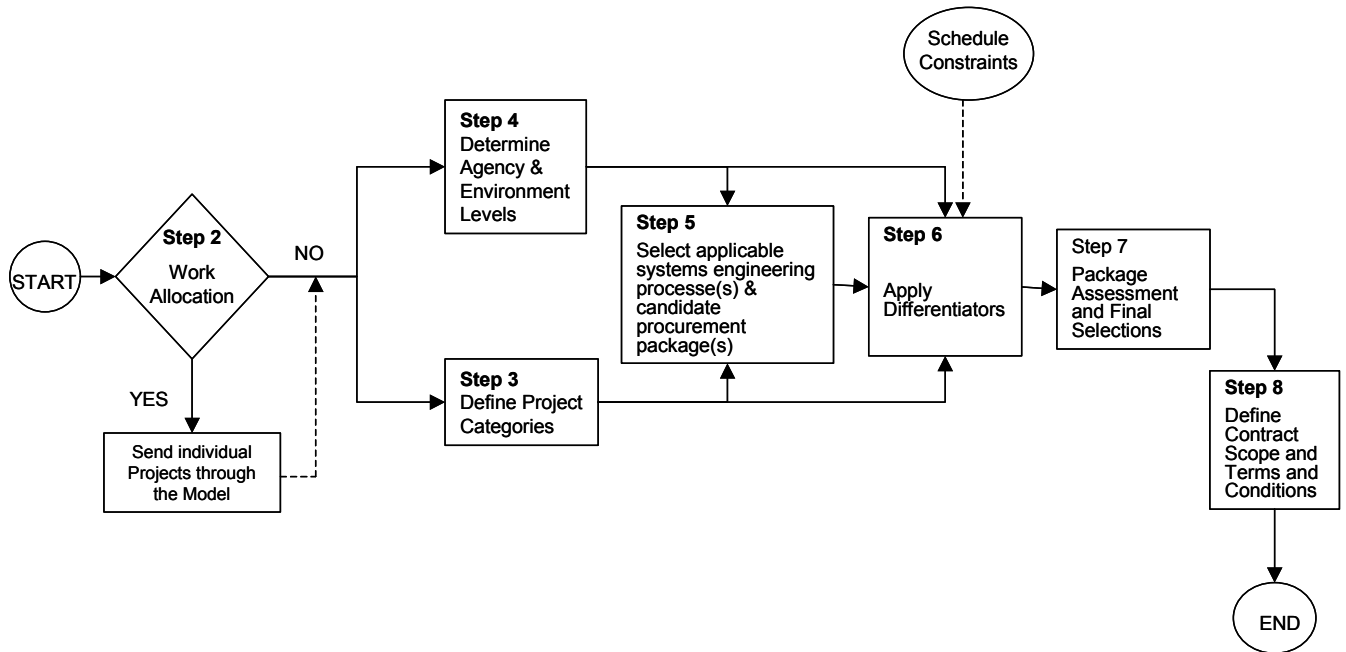 START
Step 2
Work
Allocation
NO
YES
Send individual
Projects through
the Model
Step 4
Determine
Agency &
Environment
Levels
Step 3
Define Project
Categories
Step 5
Select applicable
systems engineering
processe(s) &
candidate
procurement
package(s)
Schedule
Constraints
Step 6
Apply
Differentiators
Step 7
Package
Assessment
and Final
Selections
Step 8
Define
Contract
Scope and
Terms and
Conditions
END